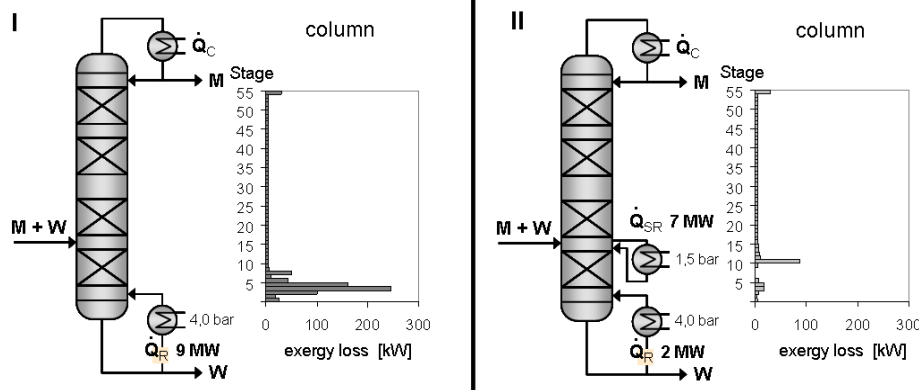 I
Q̇C
M
M + W
4,0 bar
Q̇R 9 MW
W
column
Stage
55
50
45
40
35
30
25
20
15
10
5
0 100 200 300
exergy loss [kW]
II
Q̇C
M
M + W
Q̇SR 7 MW
1,5 bar
4,0 bar
Q̇R 2 MW
W
column
Stage
55
50
45
40
35
30
25
20
15
10
5
0 100 200 300
exergy loss [kW]